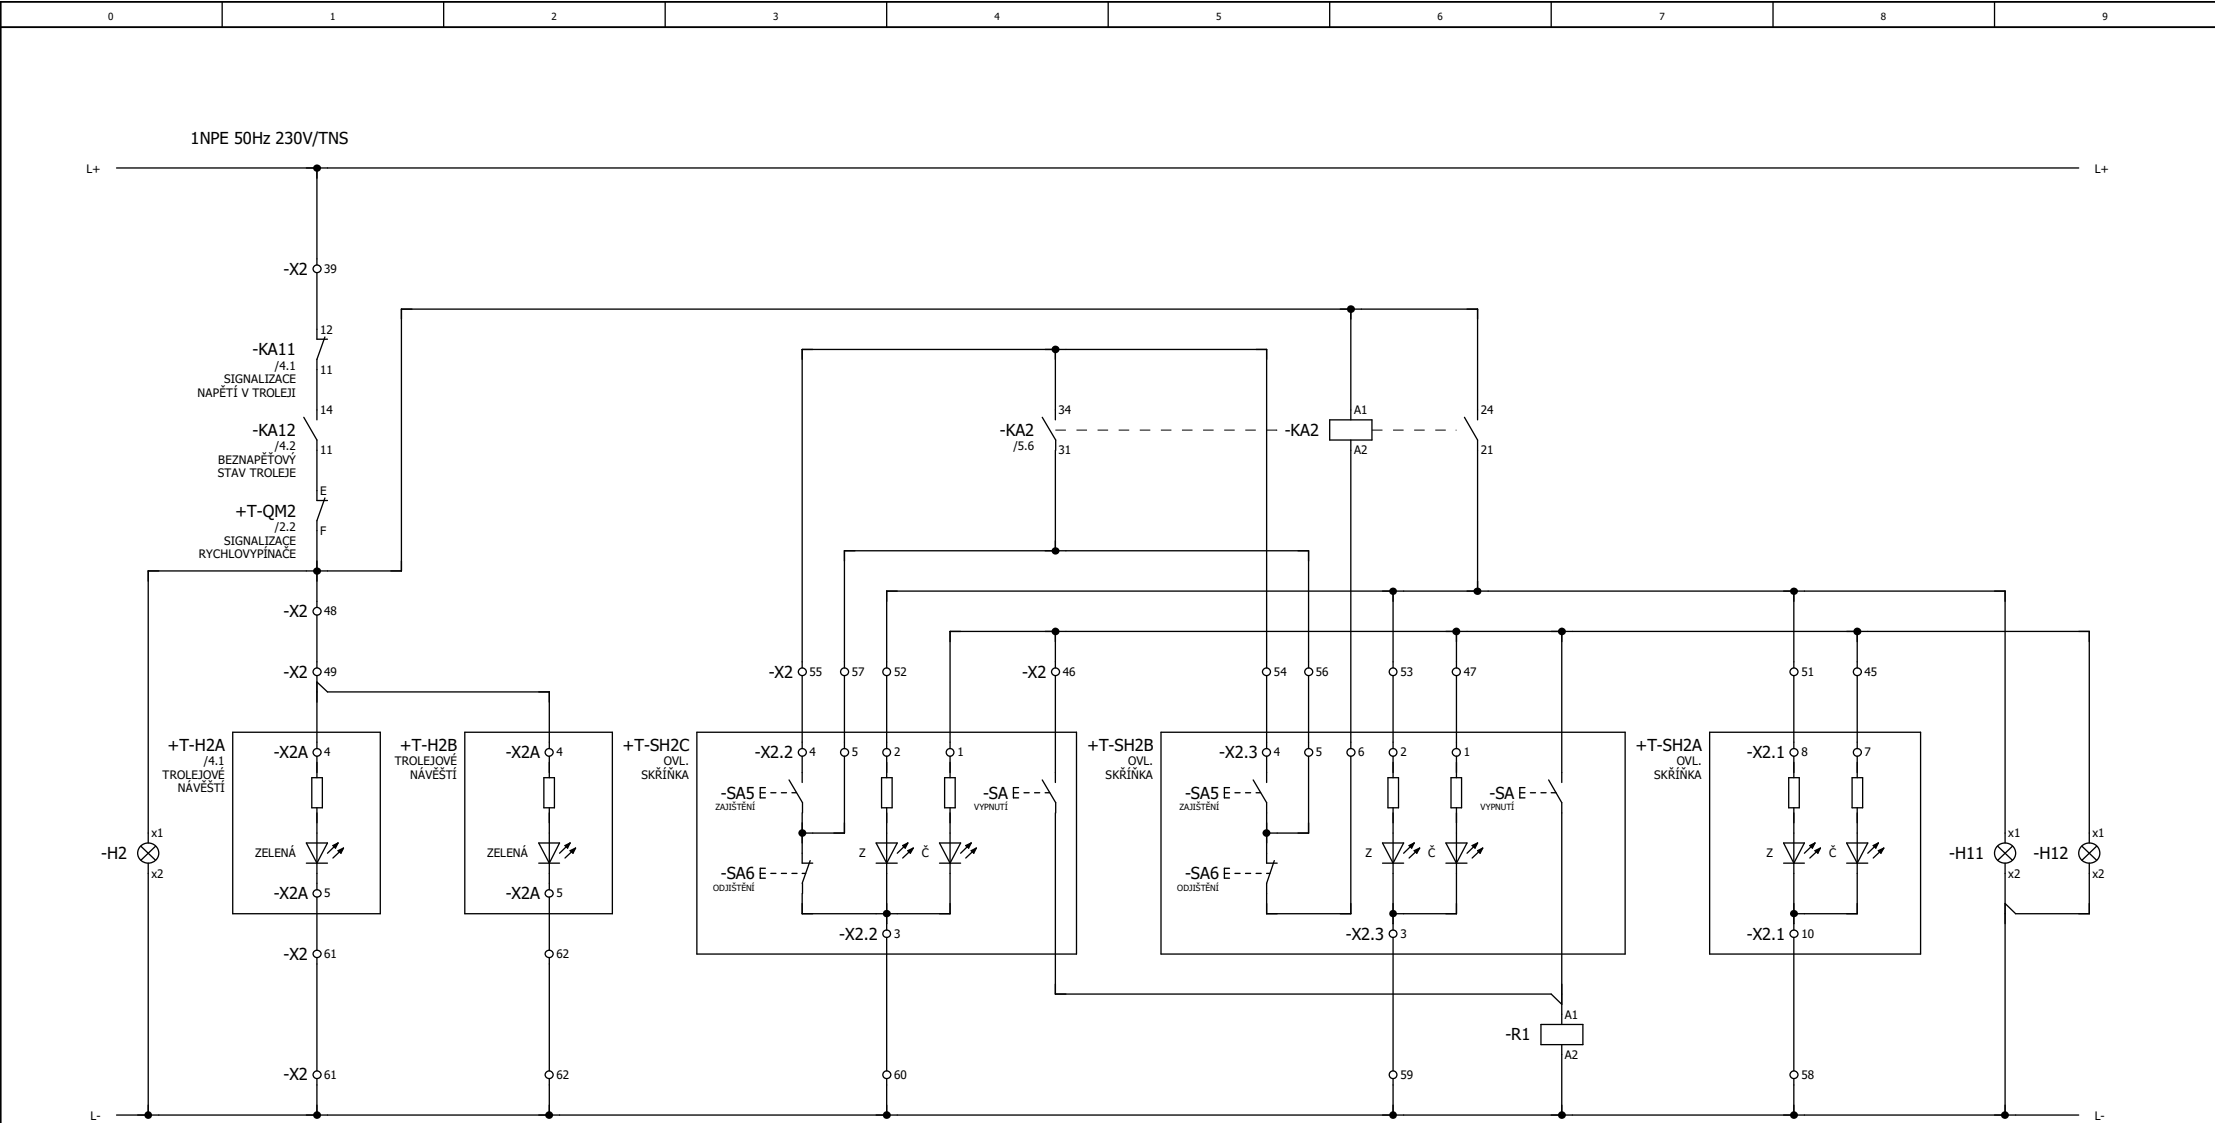 0 1 2 3 4 5 6 7 8 9
1NPE 50Hz 230V/TNS
L+ L+
-X2 39
12
-KA11
/4.1
11
SIGNALIZACE
NAPĚTÍ V TROLEJI
14
-KA12
/4.2
11
BEZNAPĚŤOVÝ
STAV TROLEJE
E
+T-QM2
/2.2
F
SIGNALIZACE
RYCHLOVYPÍNAČE
34
-KA2
/5.6
31
A1
-KA2
A2
24
21
-X2 48
-X2 49
-X2 55 57 52
-X2 46
54 56 53 47
51 45
+T-H2A
/4.1
TROLEJOVÉ
NÁVĚSTÍ
-X2A 4
ZELENÁ
-X2A 5
+T-H2B
TROLEJOVÉ
NÁVĚSTÍ
-X2A 4
ZELENÁ
-X2A 5
+T-SH2C
OVL.
SKŘÍŇKA
-X2.2 4 5 2 1
-SA5 E
ZAJIŠTĚNÍ
-SA E
VYPNUTÍ
Z Č
-SA6 E
ODJIŠTĚNÍ
-X2.2 3
+T-SH2B
OVL.
SKŘÍŇKA
-X2.3 4 5 6 2 1
-SA5 E
ZAJIŠTĚNÍ
-SA E
VYPNUTÍ
Z Č
-SA6 E
ODJIŠTĚNÍ
-X2.3 3
+T-SH2A
OVL.
SKŘÍŇKA
-X2.1 8 7
Z Č
-X2.1 10
x1
-H2
x2
x1
-H11
x2
x1
-H12
x2
-X2 61
62
A1
-R1
A2
-X2 61 62 60 59 58
L- L-